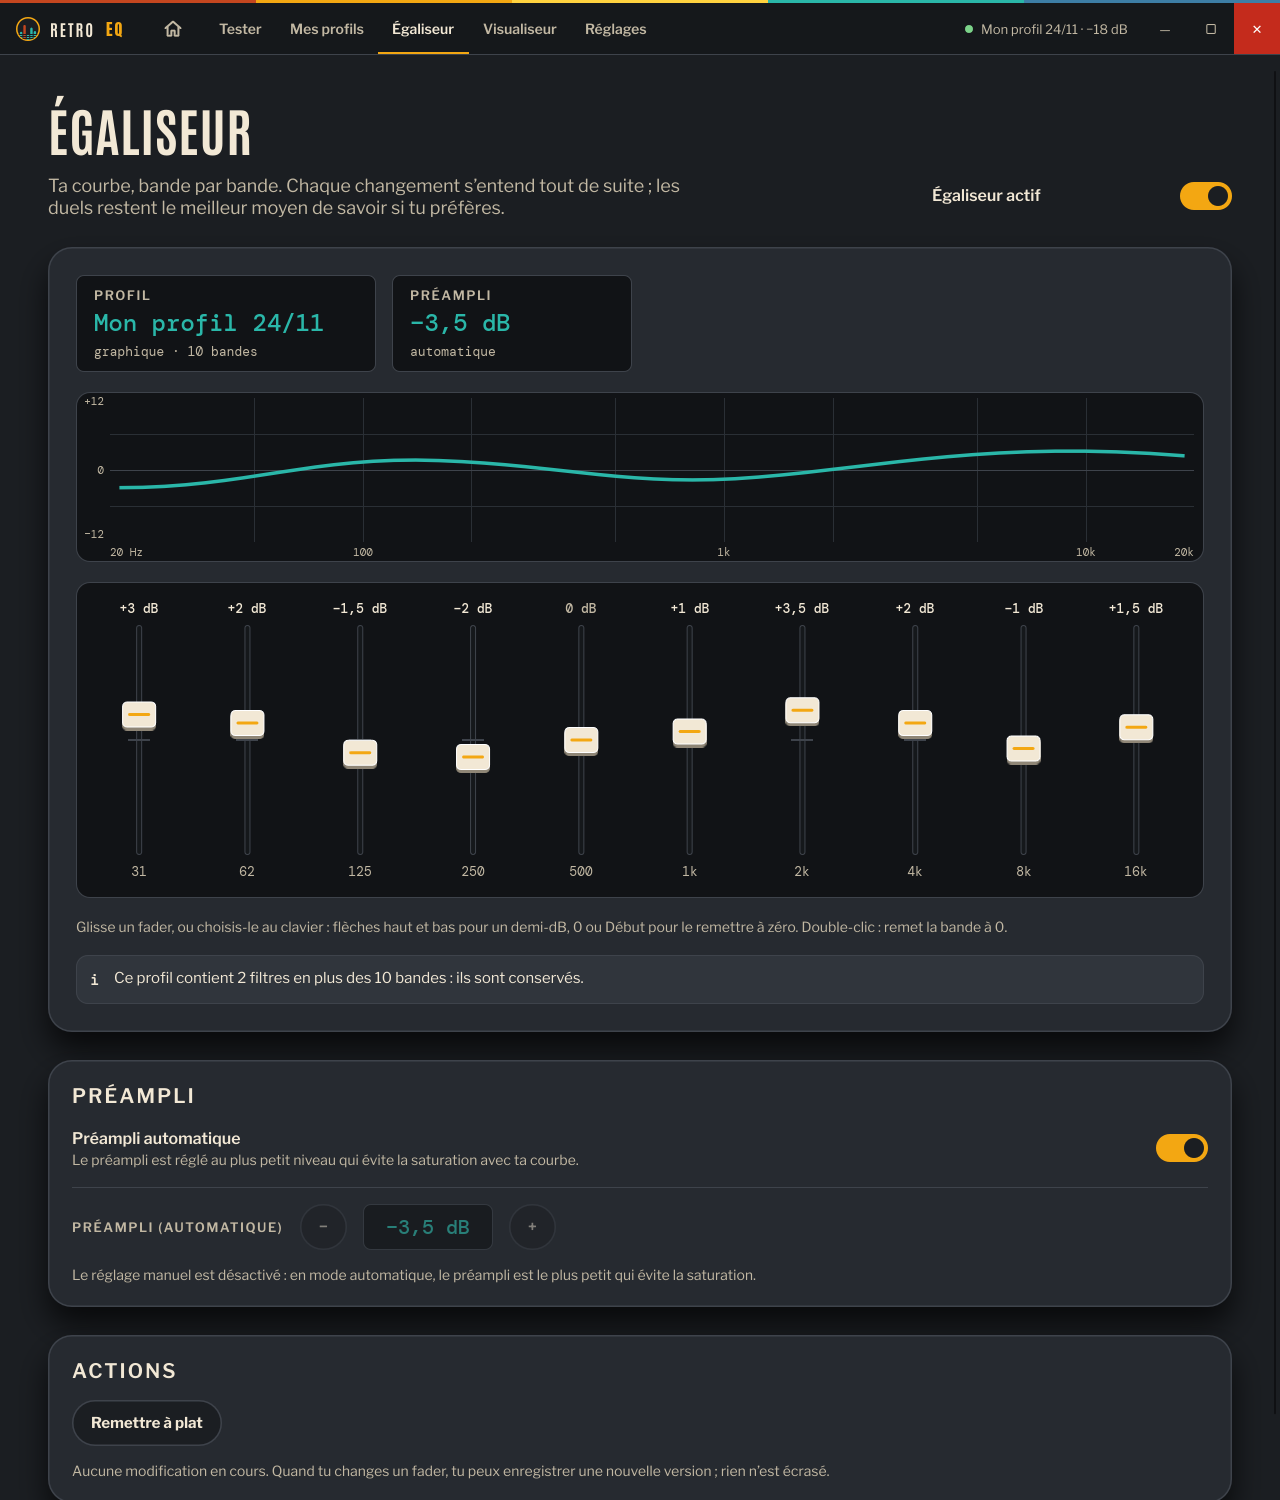 RETRO EQ
Tester
Mes profils
Égaliseur
Visualiseur
Réglages
Mon profil 24/11 · −18 dB
ÉGALISEUR
Ta courbe, bande par bande. Chaque changement s’entend tout de suite ; les
duels restent le meilleur moyen de savoir si tu préfères.
Égaliseur actif
PROFIL
Mon profil 24/11
graphique · 10 bandes
PRÉAMPLI
−3,5 dB
automatique
+12
0
−12
20 Hz
100
1k
10k
20k
+3 dB
+2 dB
−1,5 dB
−2 dB
0 dB
+1 dB
+3,5 dB
+2 dB
−1 dB
+1,5 dB
31
62
125
250
500
1k
2k
4k
8k
16k
Glisse un fader, ou choisis-le au clavier : flèches haut et bas pour un demi-dB, 0 ou Début pour le remettre à zéro. Double-clic : remet la bande à 0.
i
Ce profil contient 2 filtres en plus des 10 bandes : ils sont conservés.
PRÉAMPLI
Préampli automatique
Le préampli est réglé au plus petit niveau qui évite la saturation avec ta courbe.
PRÉAMPLI (AUTOMATIQUE)
−
−3,5 dB
+
Le réglage manuel est désactivé : en mode automatique, le préampli est le plus petit qui évite la saturation.
ACTIONS
Remettre à plat
Aucune modification en cours. Quand tu changes un fader, tu peux enregistrer une nouvelle version ; rien n’est écrasé.